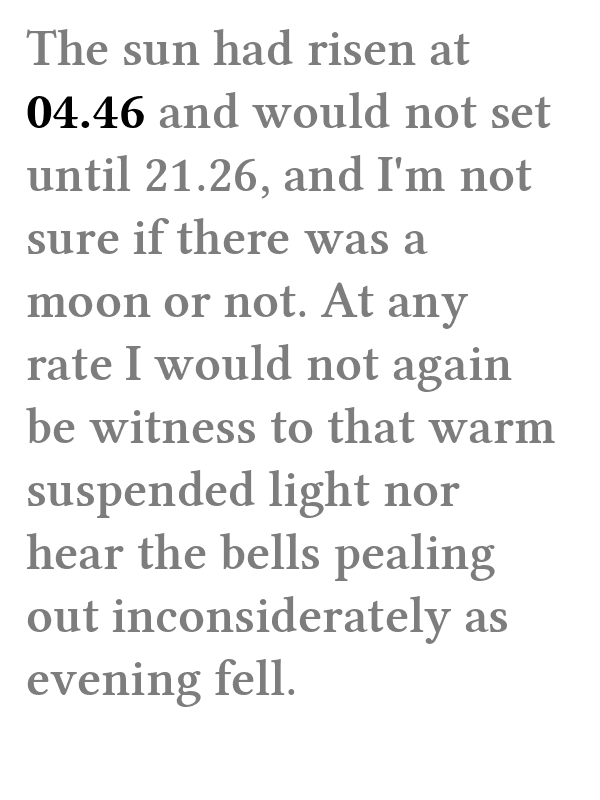 The sun had risen at
04.46 and would not set
until 21.26, and I'm not
sure if there was a
moon or not. At any
rate I would not again
be witness to that warm
suspended light nor
hear the bells pealing
out inconsiderately as
evening fell.